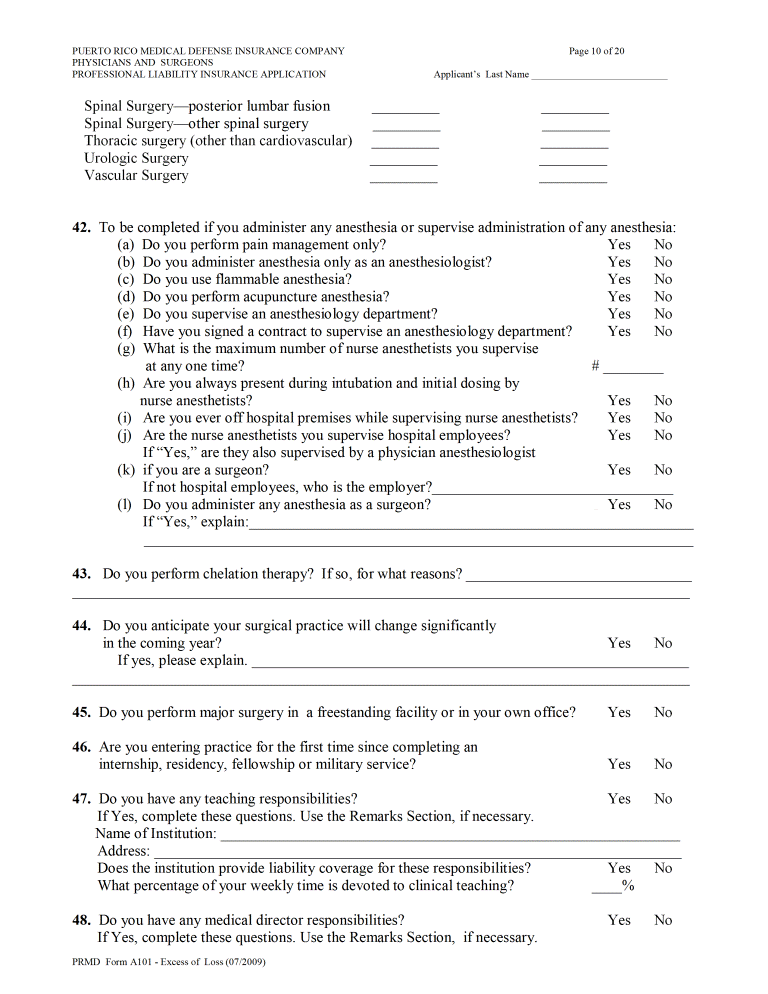 PUERTO RICO MEDICAL DEFENSE INSURANCE COMPANY Page 10 of 20
PHYSICIANS AND SURGEONS
PROFESSIONAL LIABILITY INSURANCE APPLICATION Applicant's Last Name ____________________________
Spinal Surgery—posterior lumbar fusion _________ _________
Spinal Surgery—other spinal surgery _________ _________
Thoracic surgery (other than cardiovascular) _________ _________
Urologic Surgery _________ _________
Vascular Surgery _________ _________
42. To be completed if you administer any anesthesia or supervise administration of any anesthesia:
(a) Do you perform pain management only? Yes No
(b) Do you administer anesthesia only as an anesthesiologist? Yes No
(c) Do you use flammable anesthesia? Yes No
(d) Do you perform acupuncture anesthesia? Yes No
(e) Do you supervise an anesthesiology department? Yes No
(f) Have you signed a contract to supervise an anesthesiology department? Yes No
(g) What is the maximum number of nurse anesthetists you supervise
at any one time? # ________
(h) Are you always present during intubation and initial dosing by
nurse anesthetists? Yes No
(i) Are you ever off hospital premises while supervising nurse anesthetists? Yes No
(j) Are the nurse anesthetists you supervise hospital employees? Yes No
If “Yes,” are they also supervised by a physician anesthesiologist
(k) if you are a surgeon? Yes No
If not hospital employees, who is the employer?________________________________
(l) Do you administer any anesthesia as a surgeon? Yes No
If “Yes,” explain:___________________________________________________________
_________________________________________________________________________
43. Do you perform chelation therapy? If so, for what reasons? ______________________________
__________________________________________________________________________________
44. Do you anticipate your surgical practice will change significantly
in the coming year? Yes No
If yes, please explain. __________________________________________________________
__________________________________________________________________________________
45. Do you perform major surgery in a freestanding facility or in your own office? Yes No
46. Are you entering practice for the first time since completing an
internship, residency, fellowship or military service? Yes No
47. Do you have any teaching responsibilities? Yes No
If Yes, complete these questions. Use the Remarks Section, if necessary.
Name of Institution: _____________________________________________________________
Address: ______________________________________________________________________
Does the institution provide liability coverage for these responsibilities? Yes No
What percentage of your weekly time is devoted to clinical teaching? ____%
48. Do you have any medical director responsibilities? Yes No
If Yes, complete these questions. Use the Remarks Section, if necessary.
PRMD Form A101 - Excess of Loss (07/2009)